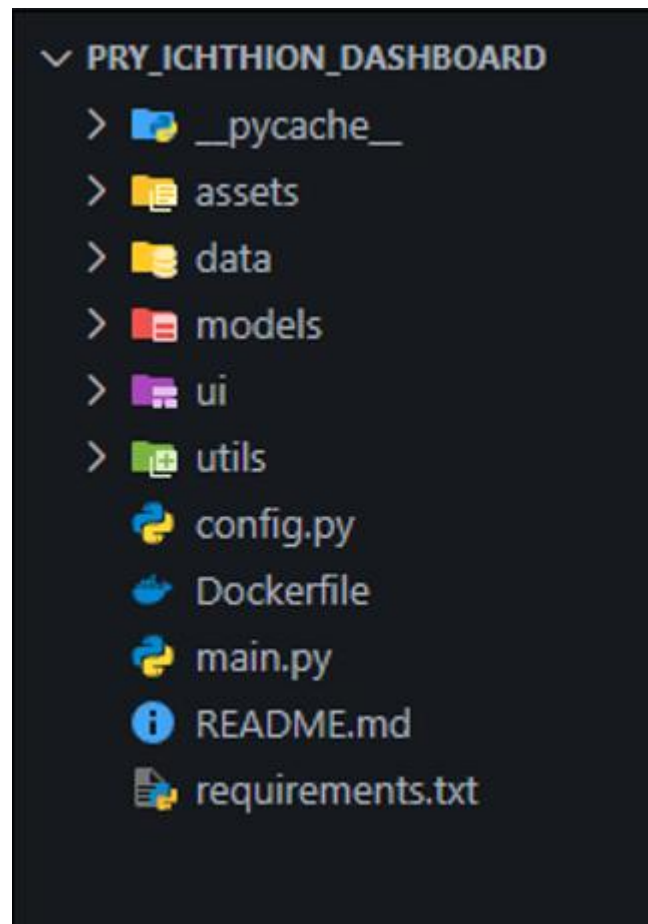 PRY_ICHTHION_DASHBOARD
__pycache__
assets
data
models
ui
utils
config.py
Dockerfile
main.py
README.md
requirements.txt